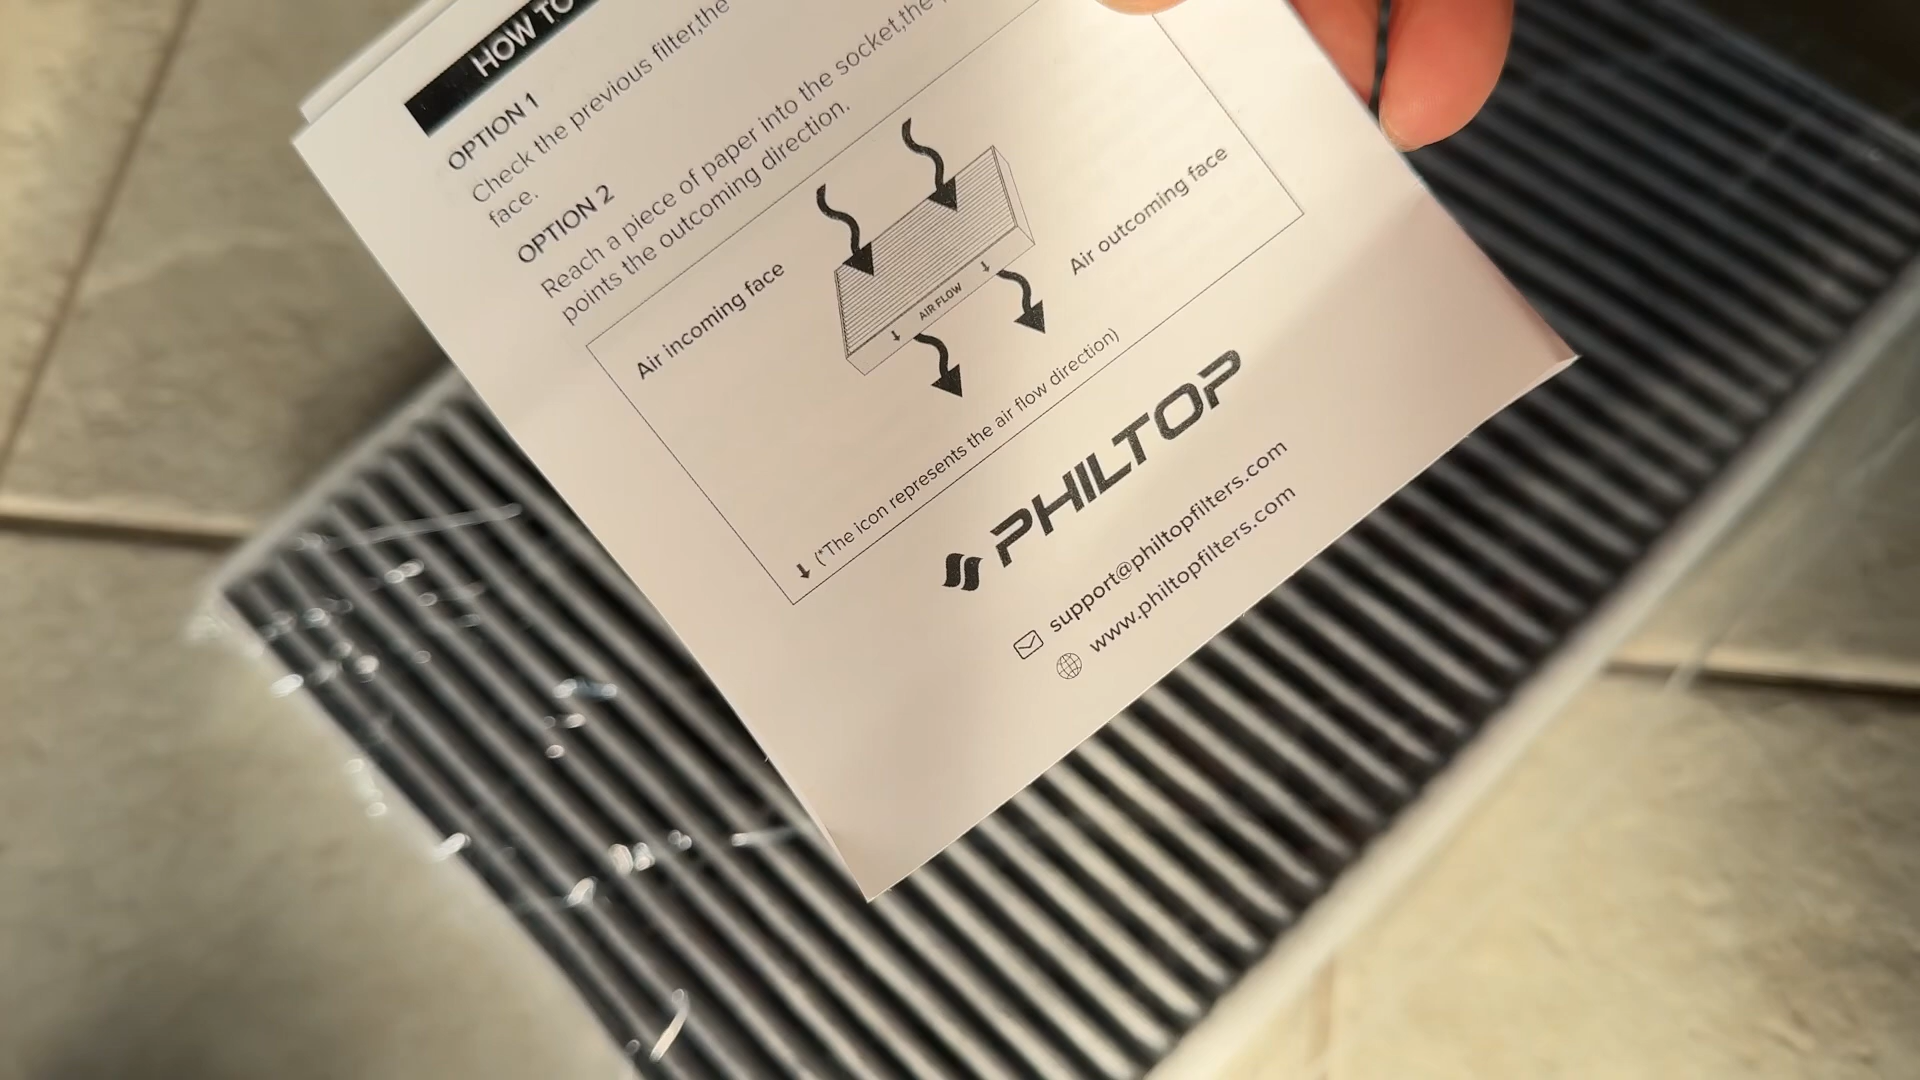 HOW TO
OPTION 1
Check the previous filter,the
face.
OPTION 2
Reach a piece of paper into the socket,the
points the outcoming direction.
Air incoming face
AIR FLOW
Air outcoming face
(*The icon represents the air flow direction)
PHILTOP
support@philtopfilters.com
www.philtopfilters.com